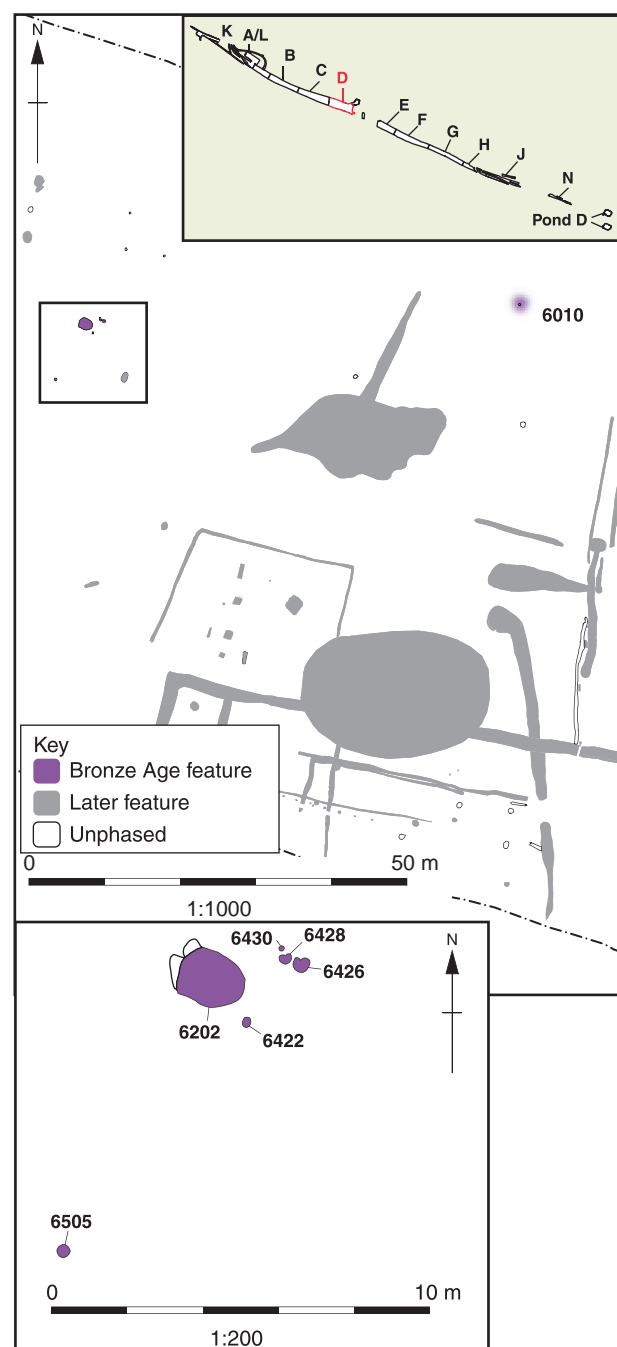 N
K
A/L
B
C
D
E
F
G
H
J
N
Pond D
6010
Key
Bronze Age feature
Later feature
Unphased
0
50 m
1:1000
6430
6428
6426
N
6202
6422
6505
0
10 m
1:200